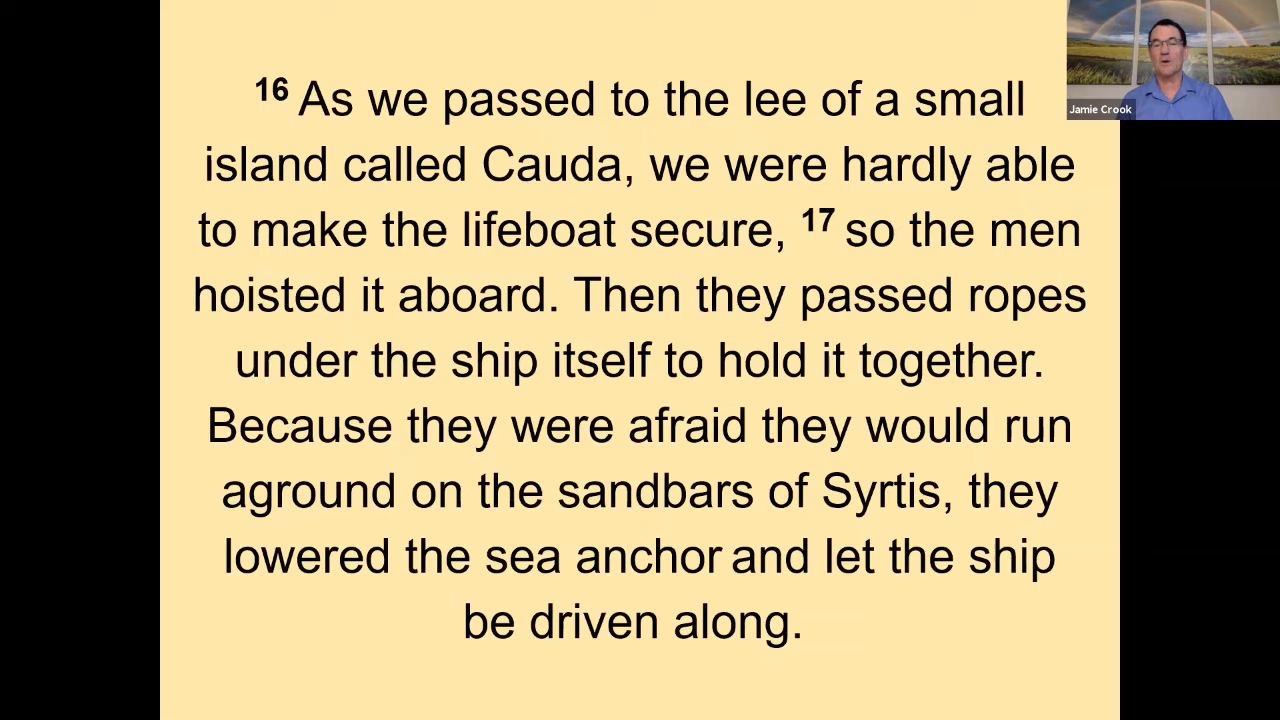 16 As we passed to the lee of a small
island called Cauda, we were hardly able
to make the lifeboat secure, 17 so the men
hoisted it aboard. Then they passed ropes
under the ship itself to hold it together.
Because they were afraid they would run
aground on the sandbars of Syrtis, they
lowered the sea anchor and let the ship
be driven along.
Jamie Crook